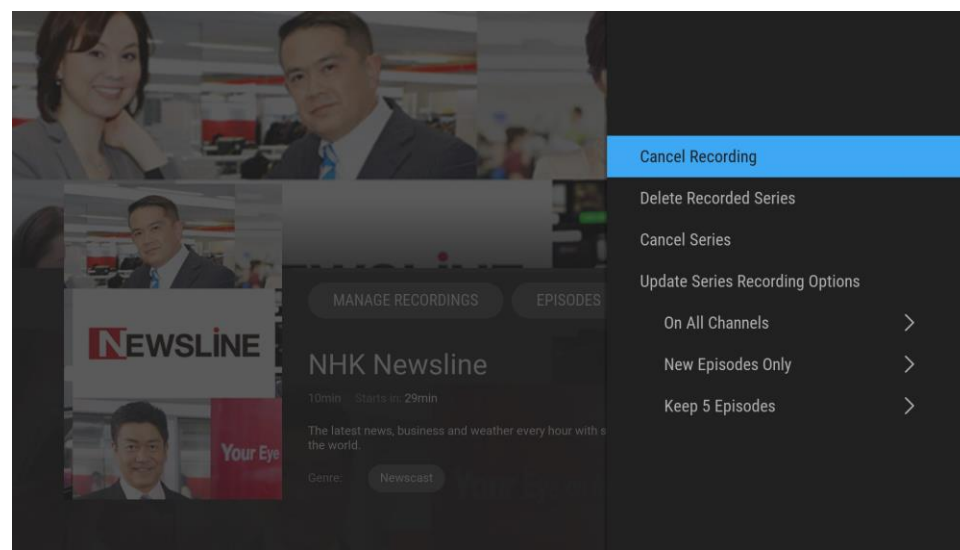 NEWSLINE
Your Eye
MANAGE RECORDINGS
EPISODES
NHK Newsline
10min Starts in: 29min
The latest news, business and weather every hour with s
the world.
Genre:
Newscast
Cancel Recording
Delete Recorded Series
Cancel Series
Update Series Recording Options
On All Channels
New Episodes Only
Keep 5 Episodes